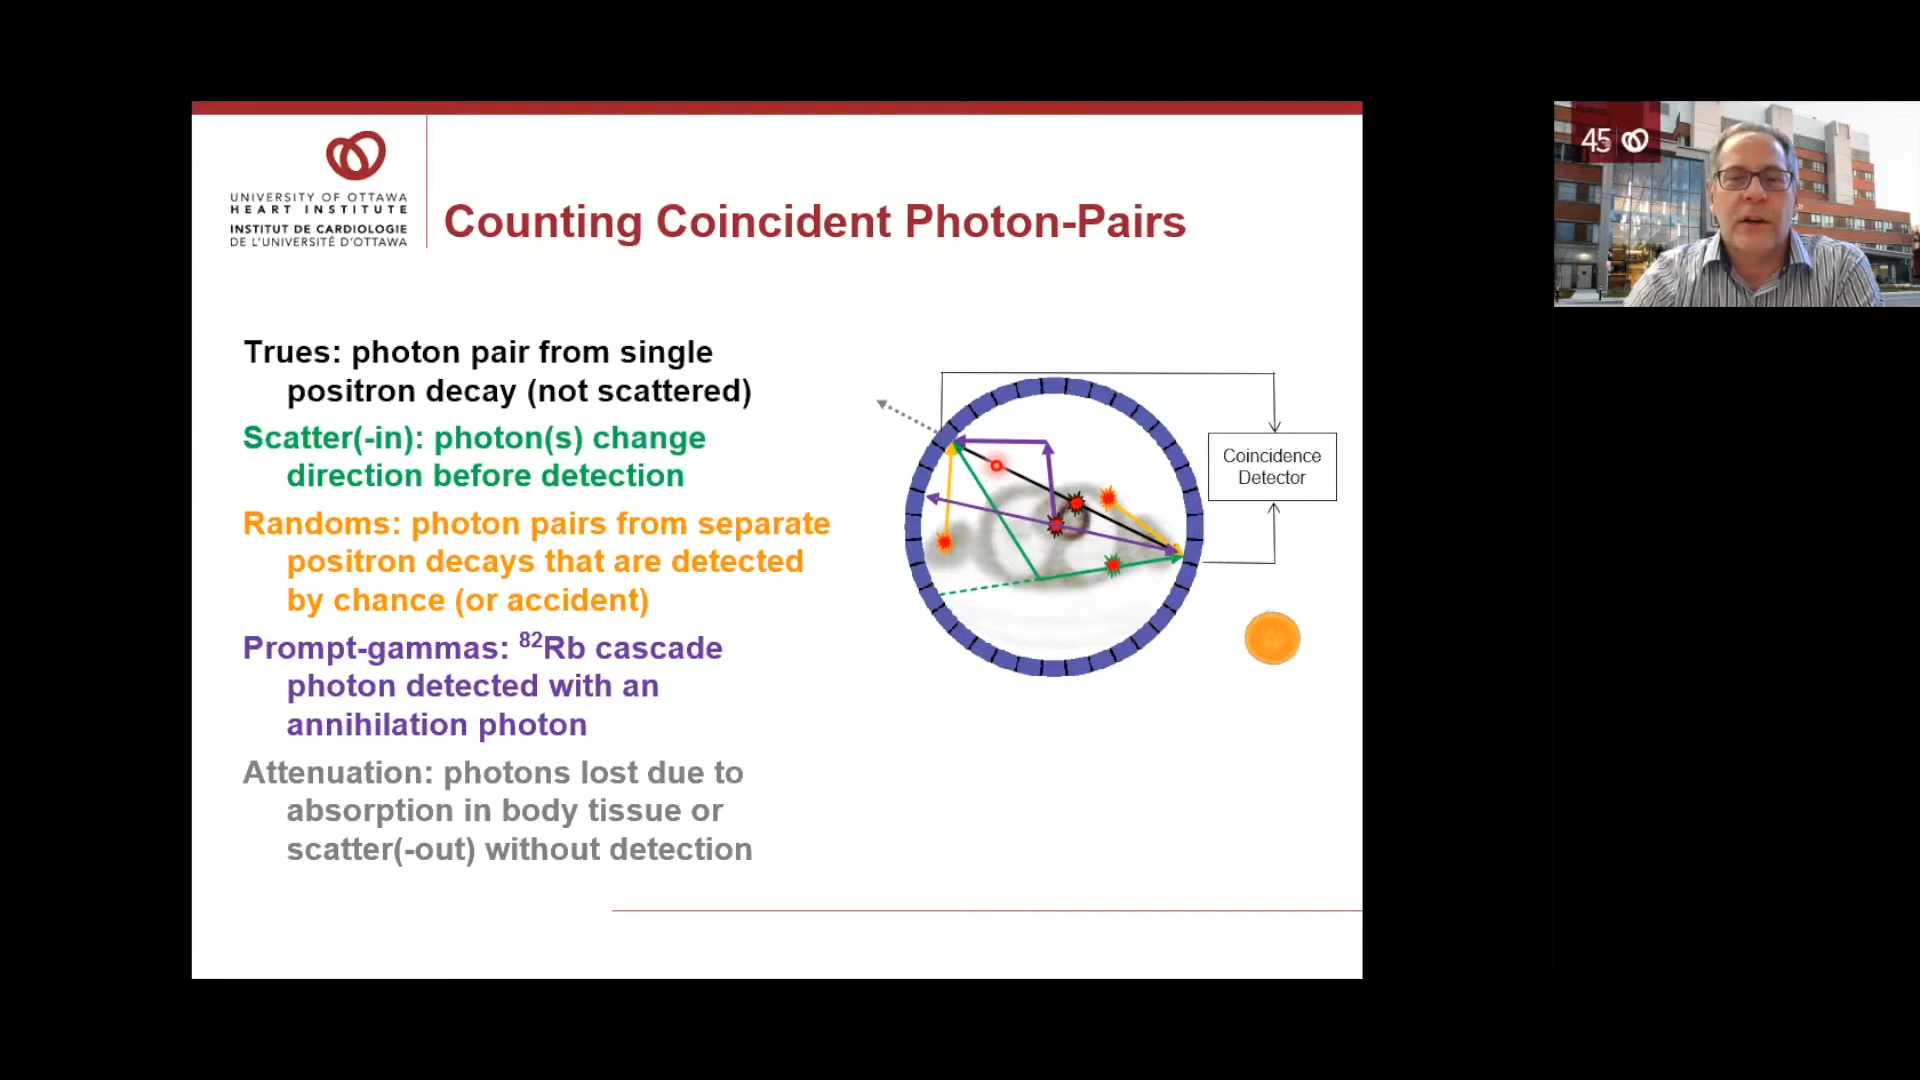 UNIVERSITY OF OTTAWA
HEART INSTITUTE
INSTITUT DE CARDIOLOGIE
DE L'UNIVERSITÉ D'OTTAWA
Counting Coincident Photon-Pairs
Trues: photon pair from single
positron decay (not scattered)
Scatter(-in): photon(s) change
direction before detection
Randoms: photon pairs from separate
positron decays that are detected
by chance (or accident)
Prompt-gammas: ⁸²Rb cascade
photon detected with an
annihilation photon
Attenuation: photons lost due to
absorption in body tissue or
scatter(-out) without detection
Coincidence
Detector
45